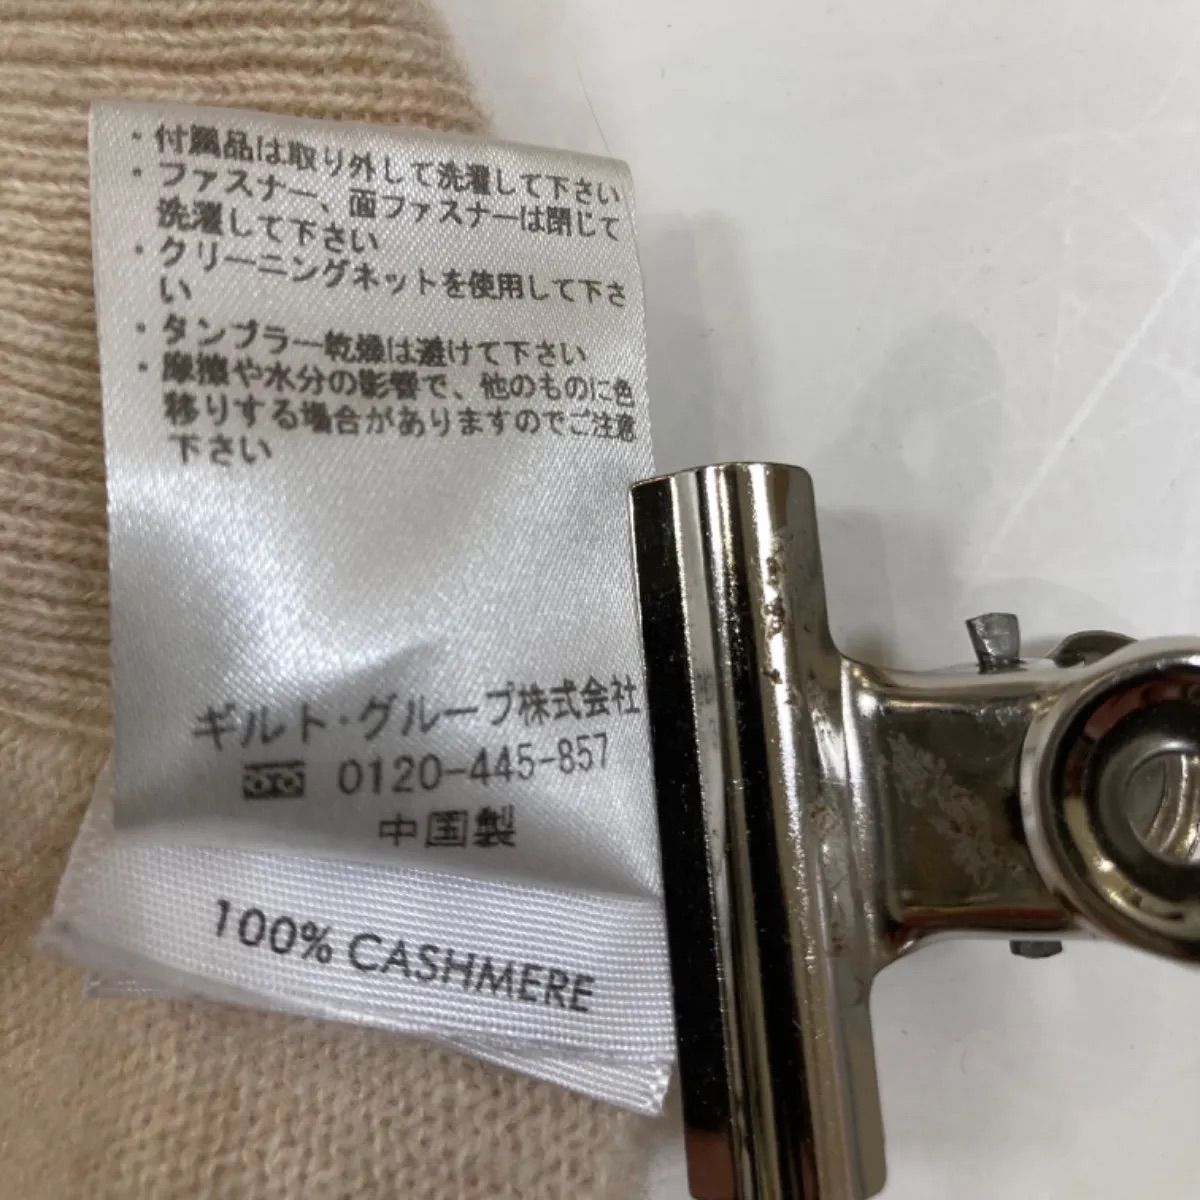 ・付属品は取り外して洗濯して下さい
・ファスナー、面ファスナーは閉じて
洗濯して下さい
・クリーニングネットを使用して下さ
い
・タンブラー乾燥は避けて下さい
・摩擦や水分の影響で、他のものに色
移りする場合がありますのでご注意
下さい
ギルト・グループ株式会社
0120-445-857
中国製
100% CASHMERE